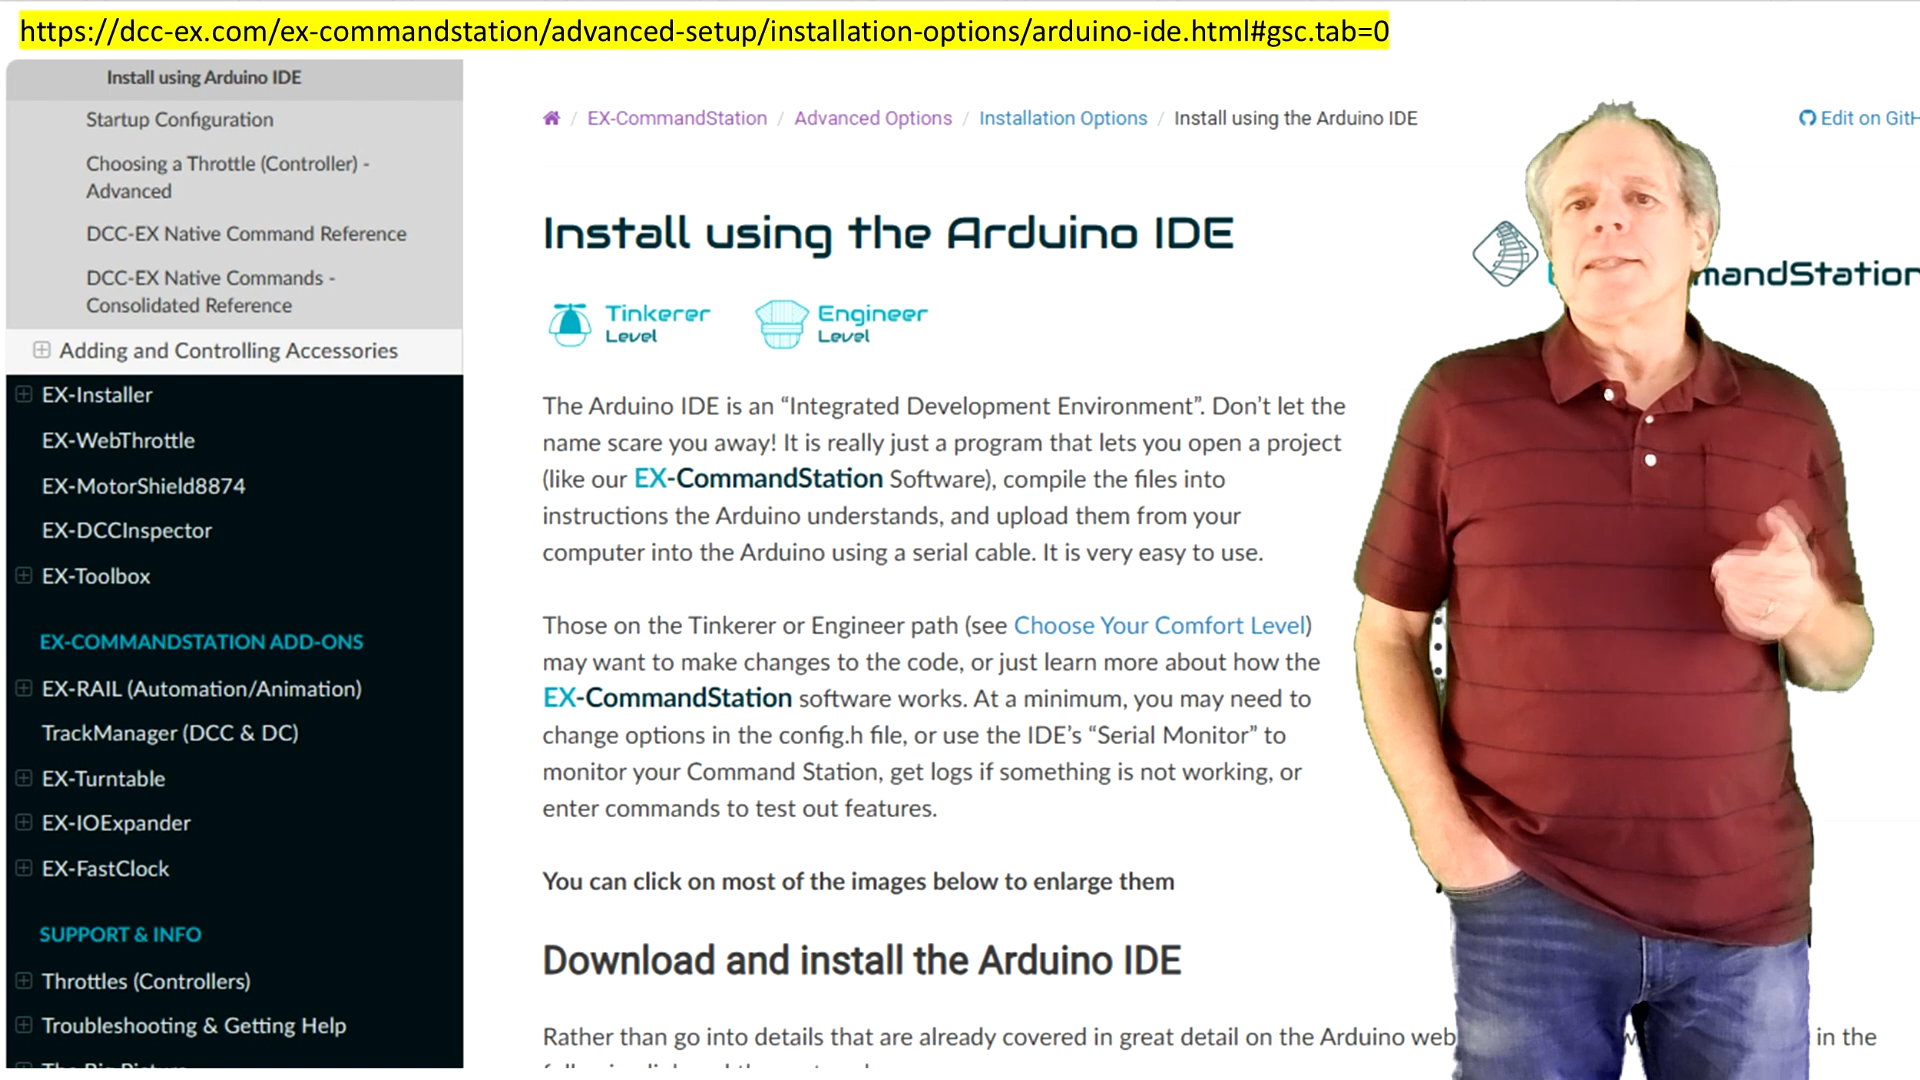 https://dcc-ex.com/ex-commandstation/advanced-setup/installation-options/arduino-ide.html#gsc.tab=0
Install using Arduino IDE
Startup Configuration
Choosing a Throttle (Controller) -
Advanced
DCC-EX Native Command Reference
DCC-EX Native Commands -
Consolidated Reference
Adding and Controlling Accessories
EX-Installer
EX-WebThrottle
EX-MotorShield8874
EX-DCCInspector
EX-Toolbox
EX-COMMANDSTATION ADD-ONS
EX-RAIL (Automation/Animation)
TrackManager (DCC & DC)
EX-Turntable
EX-IOExpander
EX-FastClock
SUPPORT & INFO
Throttles (Controllers)
Troubleshooting & Getting Help
EX-CommandStation / Advanced Options / Installation Options / Install using the Arduino IDE
Edit on GitH
Install using the Arduino IDE
mandStation
Tinkerer
Level
Engineer
Level
The Arduino IDE is an “Integrated Development Environment”. Don’t let the
name scare you away! It is really just a program that lets you open a project
(like our EX-CommandStation Software), compile the files into
instructions the Arduino understands, and upload them from your
computer into the Arduino using a serial cable. It is very easy to use.
Those on the Tinkerer or Engineer path (see Choose Your Comfort Level)
may want to make changes to the code, or just learn more about how the
EX-CommandStation software works. At a minimum, you may need to
change options in the config.h file, or use the IDE’s “Serial Monitor” to
monitor your Command Station, get logs if something is not working, or
enter commands to test out features.
You can click on most of the images below to enlarge them
Download and install the Arduino IDE
Rather than go into details that are already covered in great detail on the Arduino web in the